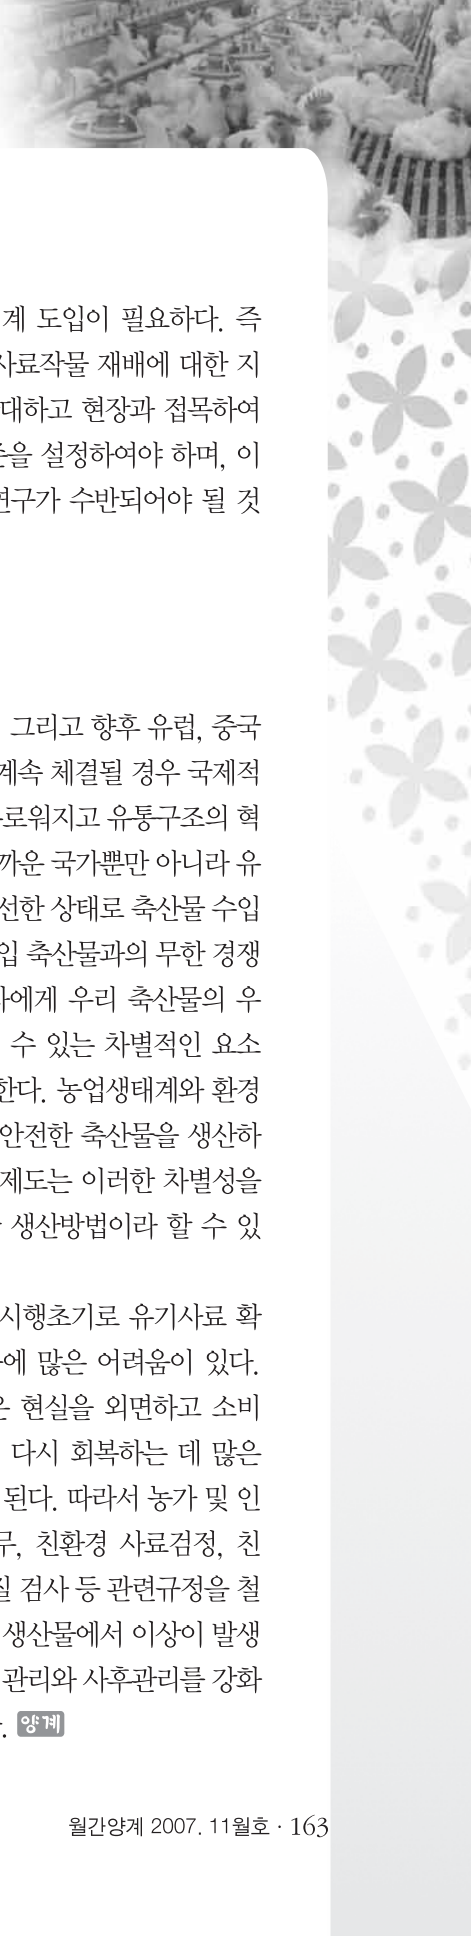 계 도입이 필요하다. 즉
사료작물 재배에 대한 지
대하고 현장과 접목하여
을 설정하여야 하며, 이
연구가 수반되어야 될 것
그리고 향후 유럽, 중국
계속 체결될 경우 국제적
로워지고 유통구조의 혁
까운 국가뿐만 아니라 유
선한 상태로 축산물 수입
입 축산물과의 무한 경쟁
자에게 우리 축산물의 우
수 있는 차별적인 요소
한다. 농업생태계와 환경
안전한 축산물을 생산하
제도는 이러한 차별성을
생산방법이라 할 수 있
시행초기로 유기사료 확
에 많은 어려움이 있다.
은 현실을 외면하고 소비
다시 회복하는 데 많은
된다. 따라서 농가 및 인
무, 친환경 사료검정, 친
질 검사 등 관련규정을 철
생산물에서 이상이 발생
관리와 사후관리를 강화
. 양계
월간양계 2007. 11월호 · 163